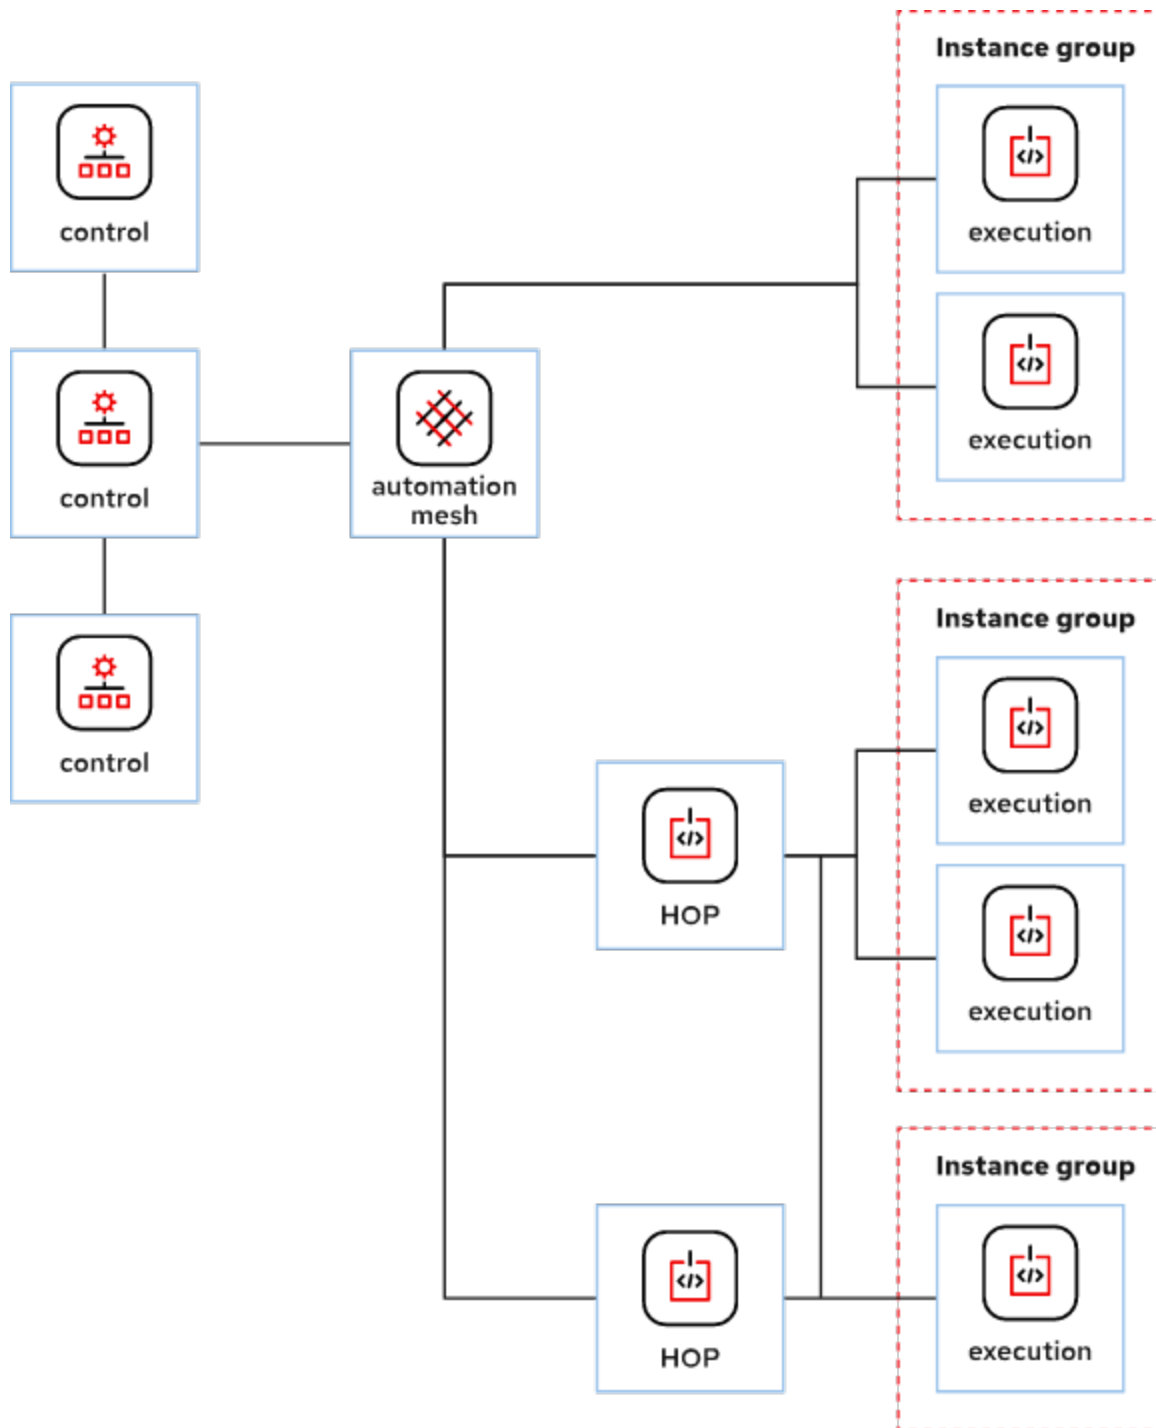 Instance group
control
</>
execution
</>
execution
control
automation
mesh
control
Instance group
</>
execution
</>
HOP
</>
execution
Instance group
</>
HOP
</>
execution